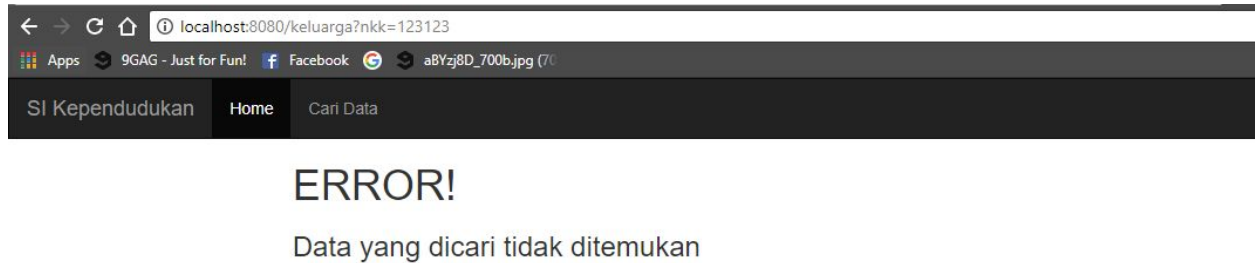 localhost:8080/keluarga?nkk=123123
Apps 9GAG - Just for Fun! Facebook aBYzj8D_700b.jpg (70
SI Kependudukan Home Cari Data
ERROR!
Data yang dicari tidak ditemukan